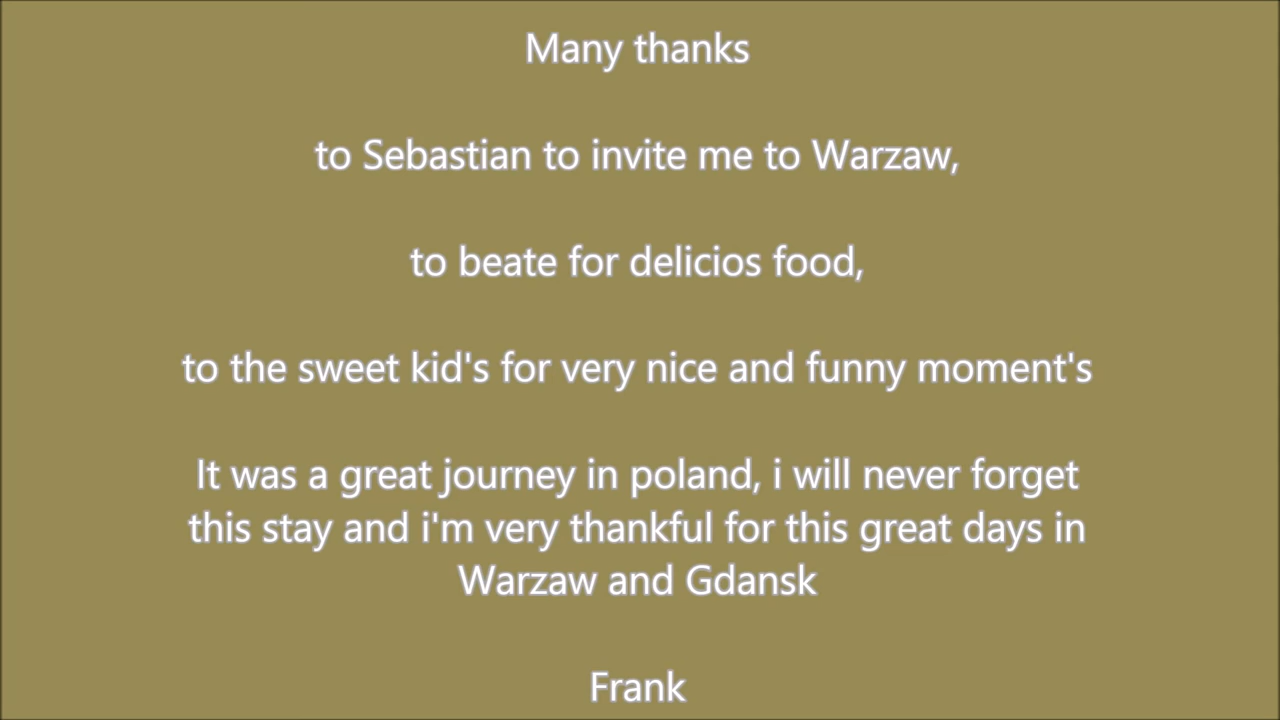 Many thanks
to Sebastian to invite me to Warzaw,
to beate for delicios food,
to the sweet kid's for very nice and funny moment's
It was a great journey in poland, i will never forget
this stay and i'm very thankful for this great days in
Warzaw and Gdansk
Frank